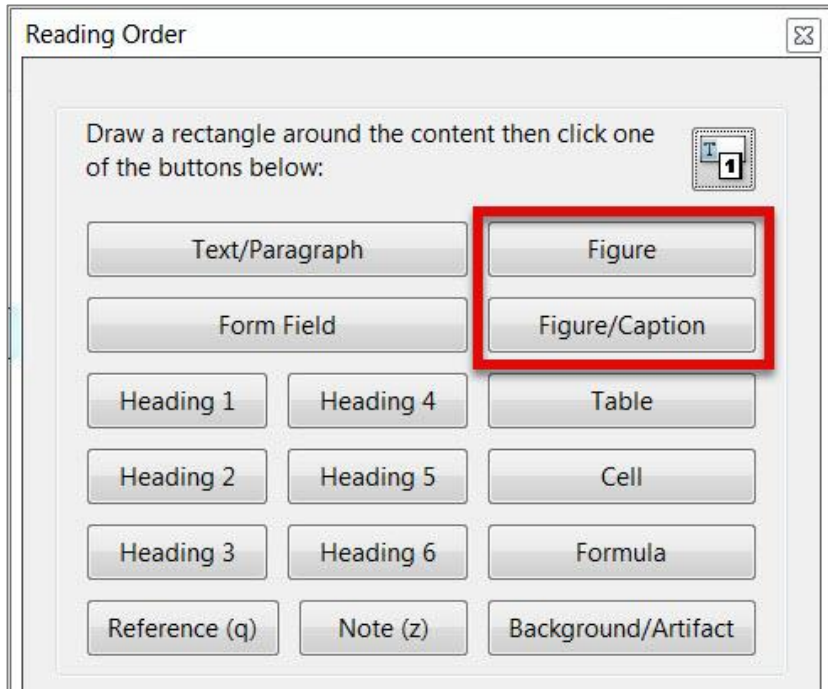 Reading Order
Draw a rectangle around the content then click one
of the buttons below:
T
1
Text/Paragraph
Figure
Form Field
Figure/Caption
Heading 1
Heading 4
Table
Heading 2
Heading 5
Cell
Heading 3
Heading 6
Formula
Reference (q)
Note (z)
Background/Artifact